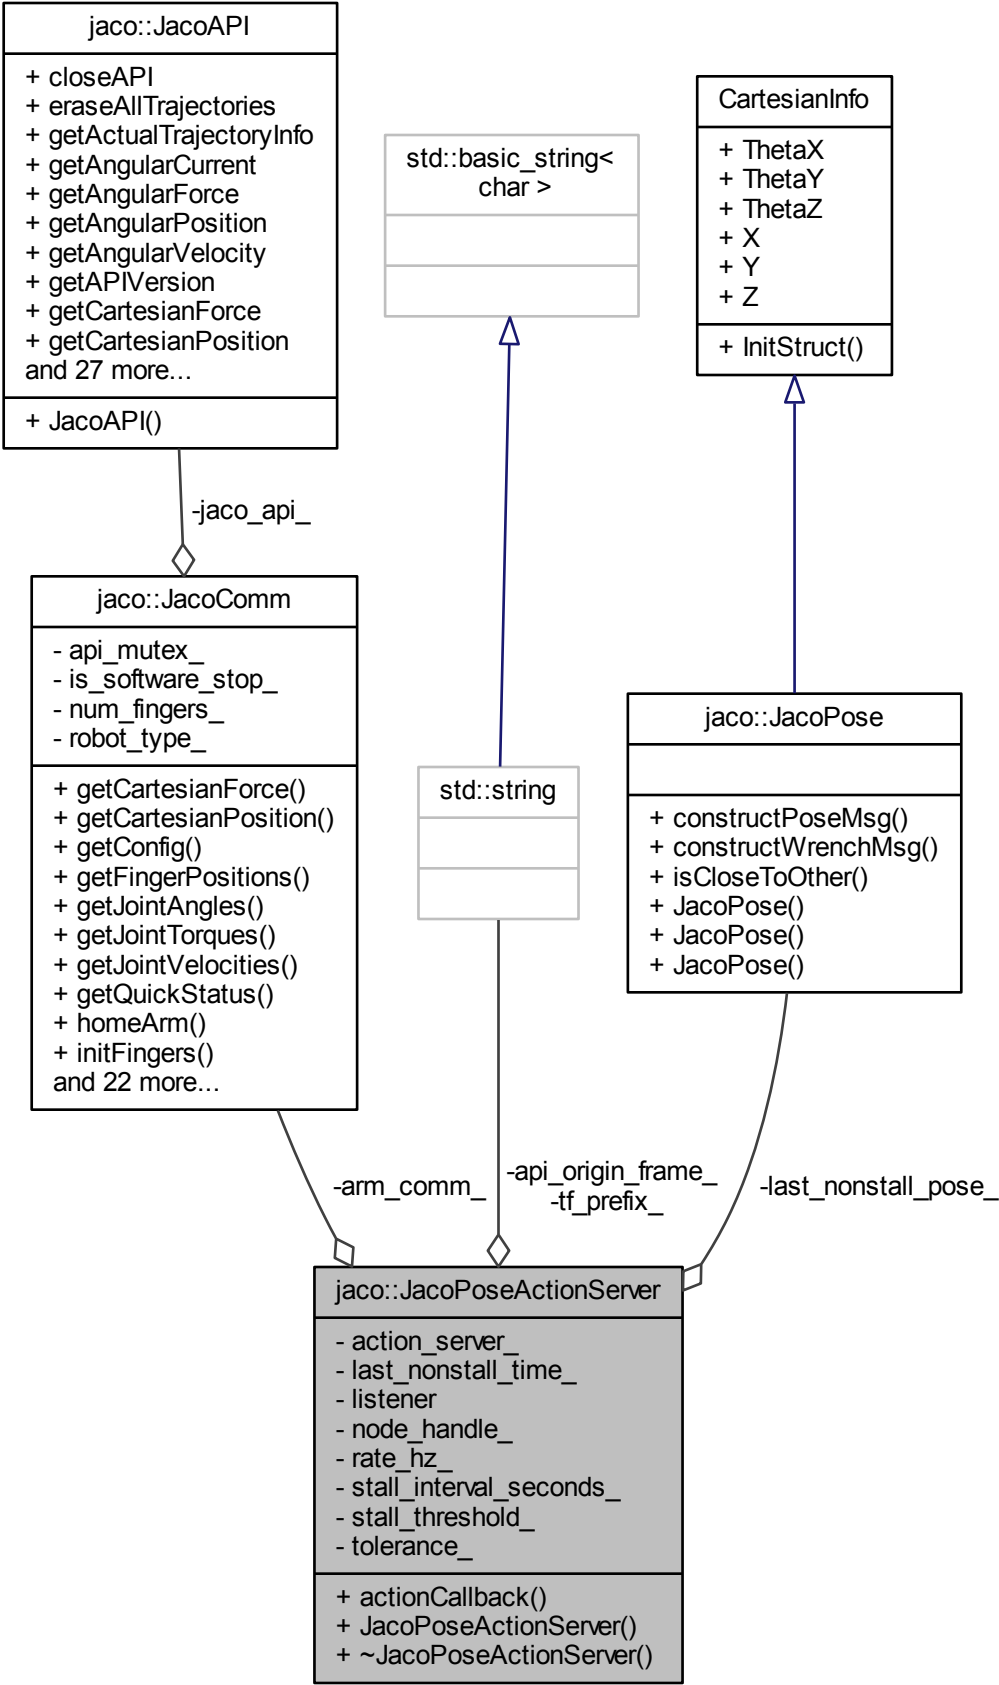 jaco::JacoAPI
+ closeAPI
+ eraseAllTrajectories
+ getActualTrajectoryInfo
+ getAngularCurrent
+ getAngularForce
+ getAngularPosition
+ getAngularVelocity
+ getAPIVersion
+ getCartesianForce
+ getCartesianPosition
and 27 more...
+ JacoAPI()
std::basic_string<
char >
CartesianInfo
+ ThetaX
+ ThetaY
+ ThetaZ
+ X
+ Y
+ Z
+ InitStruct()
-jaco_api_
jaco::JacoComm
- api_mutex_
- is_software_stop_
- num_fingers_
- robot_type_
+ getCartesianForce()
+ getCartesianPosition()
+ getConfig()
+ getFingerPositions()
+ getJointAngles()
+ getJointTorques()
+ getJointVelocities()
+ getQuickStatus()
+ homeArm()
+ initFingers()
and 22 more...
std::string
jaco::JacoPose
+ constructPoseMsg()
+ constructWrenchMsg()
+ isCloseToOther()
+ JacoPose()
+ JacoPose()
+ JacoPose()
-arm_comm_
-api_origin_frame_
-tf_prefix_
-last_nonstall_pose_
jaco::JacoPoseActionServer
- action_server_
- last_nonstall_time_
- listener
- node_handle_
- rate_hz_
- stall_interval_seconds_
- stall_threshold_
- tolerance_
+ actionCallback()
+ JacoPoseActionServer()
+ ~JacoPoseActionServer()